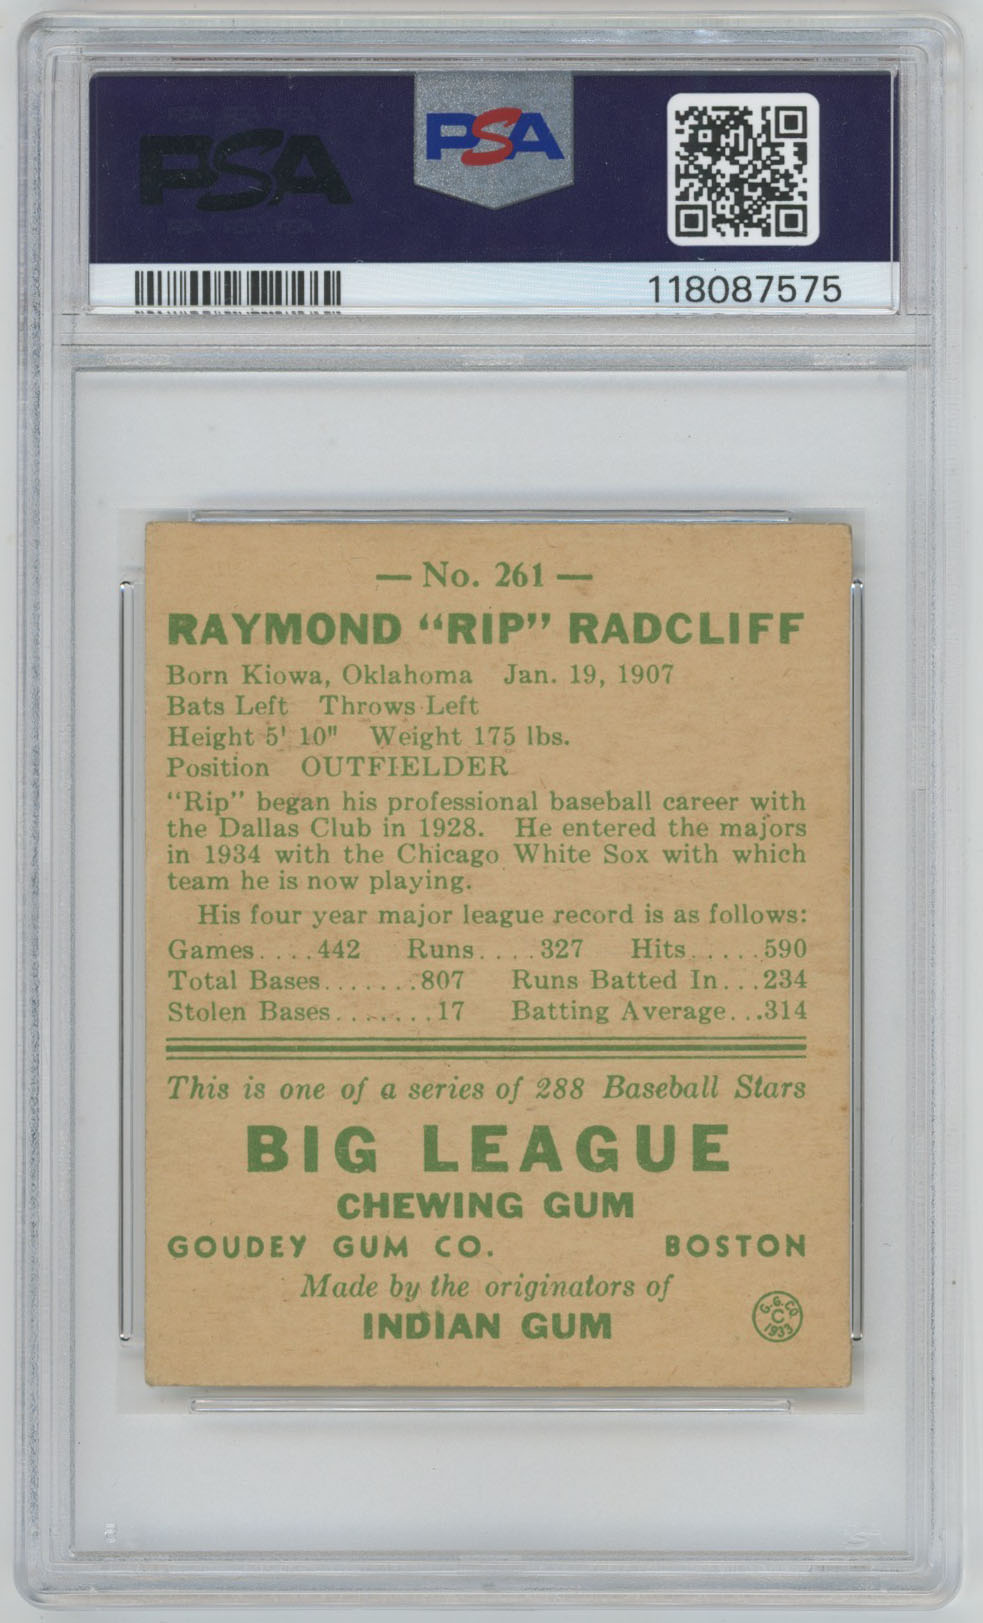 PSA
PSA
118087575
— No. 261 —
RAYMOND “RIP” RADCLIFF
Born Kiowa, Oklahoma Jan. 19, 1907
Bats Left Throws Left
Height 5' 10" Weight 175 lbs.
Position OUTFIELDER
“Rip” began his professional baseball career with
the Dallas Club in 1928. He entered the majors
in 1934 with the Chicago White Sox with which
team he is now playing.
His four year major league record is as follows:
Games....442 Runs....327 Hits.....590
Total Bases.......807 Runs Batted In...234
Stolen Bases.......17 Batting Average...314
This is one of a series of 288 Baseball Stars
BIG LEAGUE
CHEWING GUM
GOUDEY GUM CO. BOSTON
Made by the originators of
INDIAN GUM
G.G.CO
C
1933